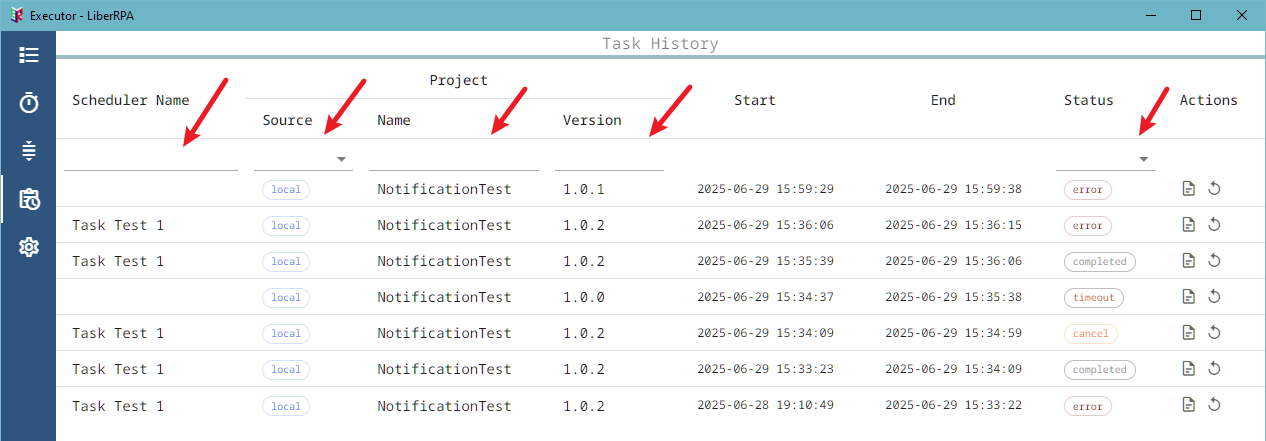 Executor - LiberRPA
Task History
Project
Scheduler Name Start End Status Actions
Source Name Version
local NotificationTest 1.0.1 2025-06-29 15:59:29 2025-06-29 15:59:38 error
Task Test 1 local NotificationTest 1.0.2 2025-06-29 15:36:06 2025-06-29 15:36:15 error
Task Test 1 local NotificationTest 1.0.2 2025-06-29 15:35:39 2025-06-29 15:36:06 completed
local NotificationTest 1.0.0 2025-06-29 15:34:37 2025-06-29 15:35:38 timeout
Task Test 1 local NotificationTest 1.0.2 2025-06-29 15:34:09 2025-06-29 15:34:59 cancel
Task Test 1 local NotificationTest 1.0.2 2025-06-29 15:33:23 2025-06-29 15:34:09 completed
Task Test 1 local NotificationTest 1.0.2 2025-06-28 19:10:49 2025-06-29 15:33:22 error